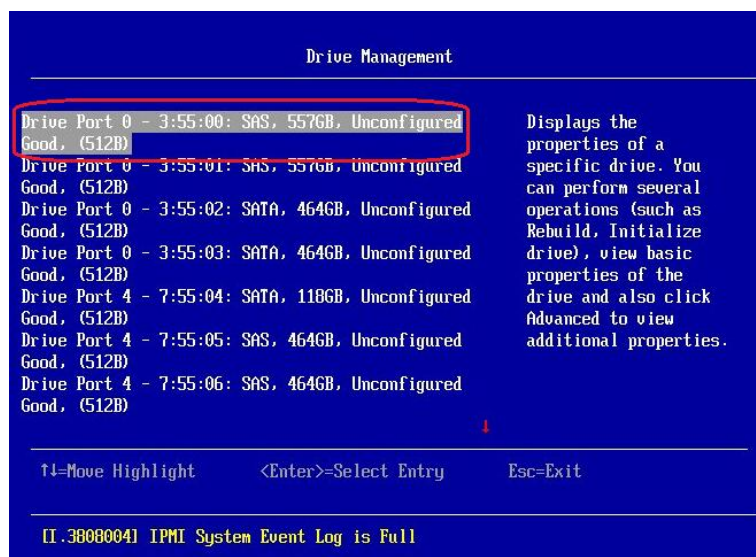 Drive Management
Drive Port 0 - 3:55:00: SAS, 557GB, Unconfigured
Good, (512B)
Drive Port 0 - 3:55:01: SAS, 557GB, Unconfigured
Good, (512B)
Drive Port 0 - 3:55:02: SATA, 464GB, Unconfigured
Good, (512B)
Drive Port 0 - 3:55:03: SATA, 464GB, Unconfigured
Good, (512B)
Drive Port 4 - 7:55:04: SATA, 118GB, Unconfigured
Good, (512B)
Drive Port 4 - 7:55:05: SAS, 464GB, Unconfigured
Good, (512B)
Drive Port 4 - 7:55:06: SAS, 464GB, Unconfigured
Good, (512B)
Displays the
properties of a
specific drive. You
can perform several
operations (such as
Rebuild, Initialize
drive), view basic
properties of the
drive and also click
Advanced to view
additional properties.
↓
↑↓=Move Highlight <Enter>=Select Entry Esc=Exit
[I.3808004] IPMI System Event Log is Full